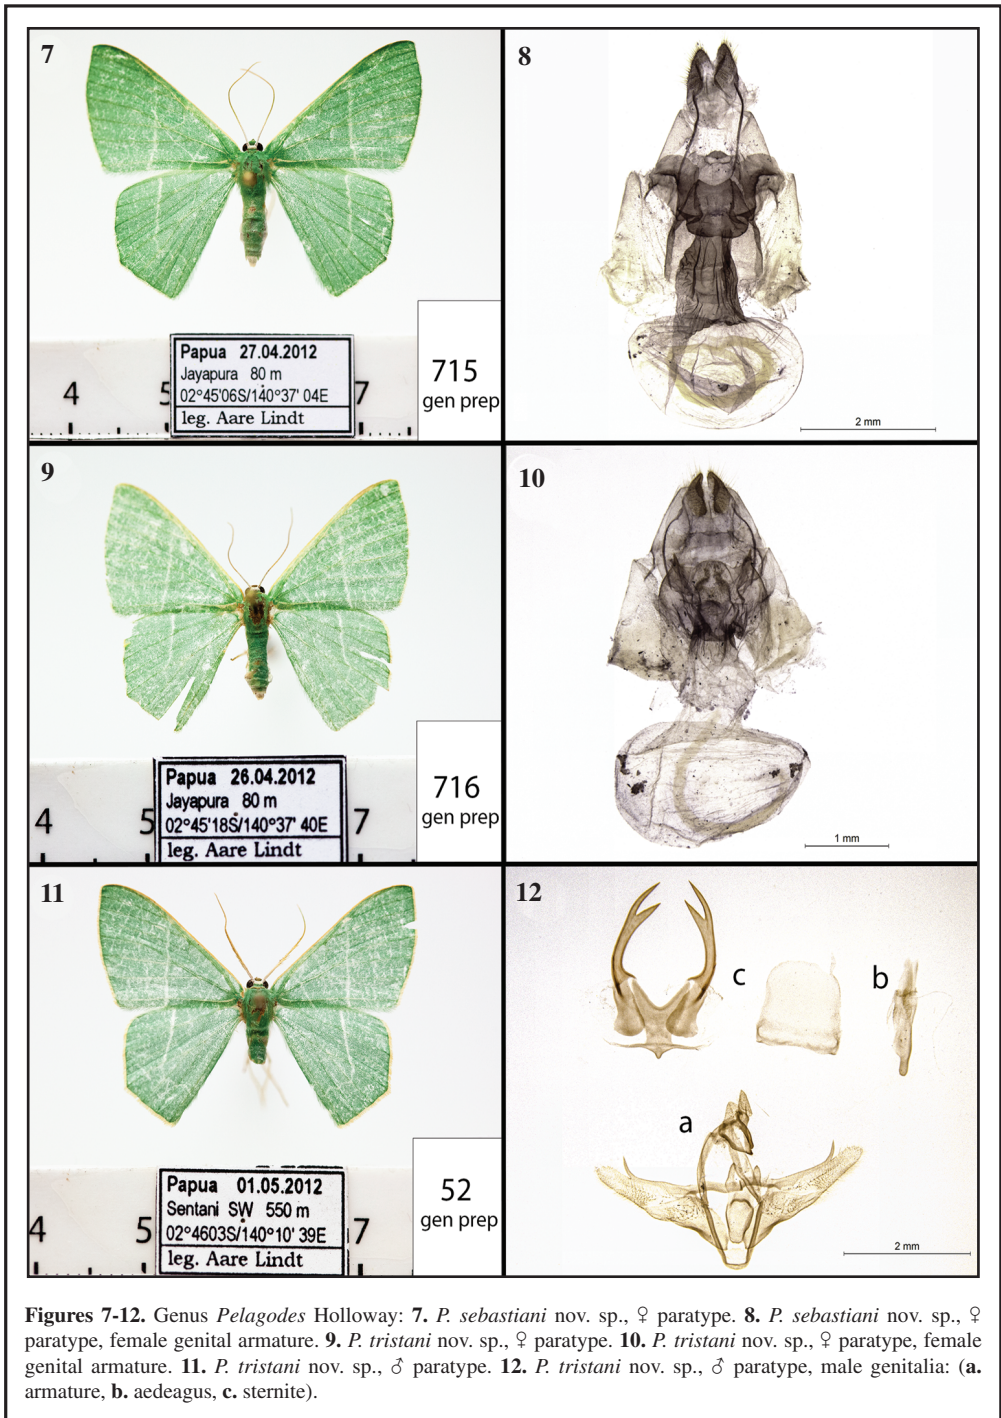 7
Papua 27.04.2012
Jayapura 80 m
02°45'06S/140°37' 04E
leg. Aare Lindt
4 5 7
715
gen prep
8
2 mm
9
Papua 26.04.2012
Jayapura 80 m
02°45'18S/140°37' 40E
leg. Aare Lindt
4 5 7
716
gen prep
10
1 mm
11
Papua 01.05.2012
Sentani SW 550 m
02°4603S/140°10' 39E
leg. Aare Lindt
4 5 7
52
gen prep
12
c
b
a
2 mm
Figures 7-12. Genus Pelagodes Holloway: 7. P. sebastiani nov. sp., ♀ paratype. 8. P. sebastiani nov. sp., ♀
paratype, female genital armature. 9. P. tristani nov. sp., ♀ paratype. 10. P. tristani nov. sp., ♀ paratype, female
genital armature. 11. P. tristani nov. sp., ♂ paratype. 12. P. tristani nov. sp., ♂ paratype, male genitalia: (a.
armature, b. aedeagus, c. sternite).